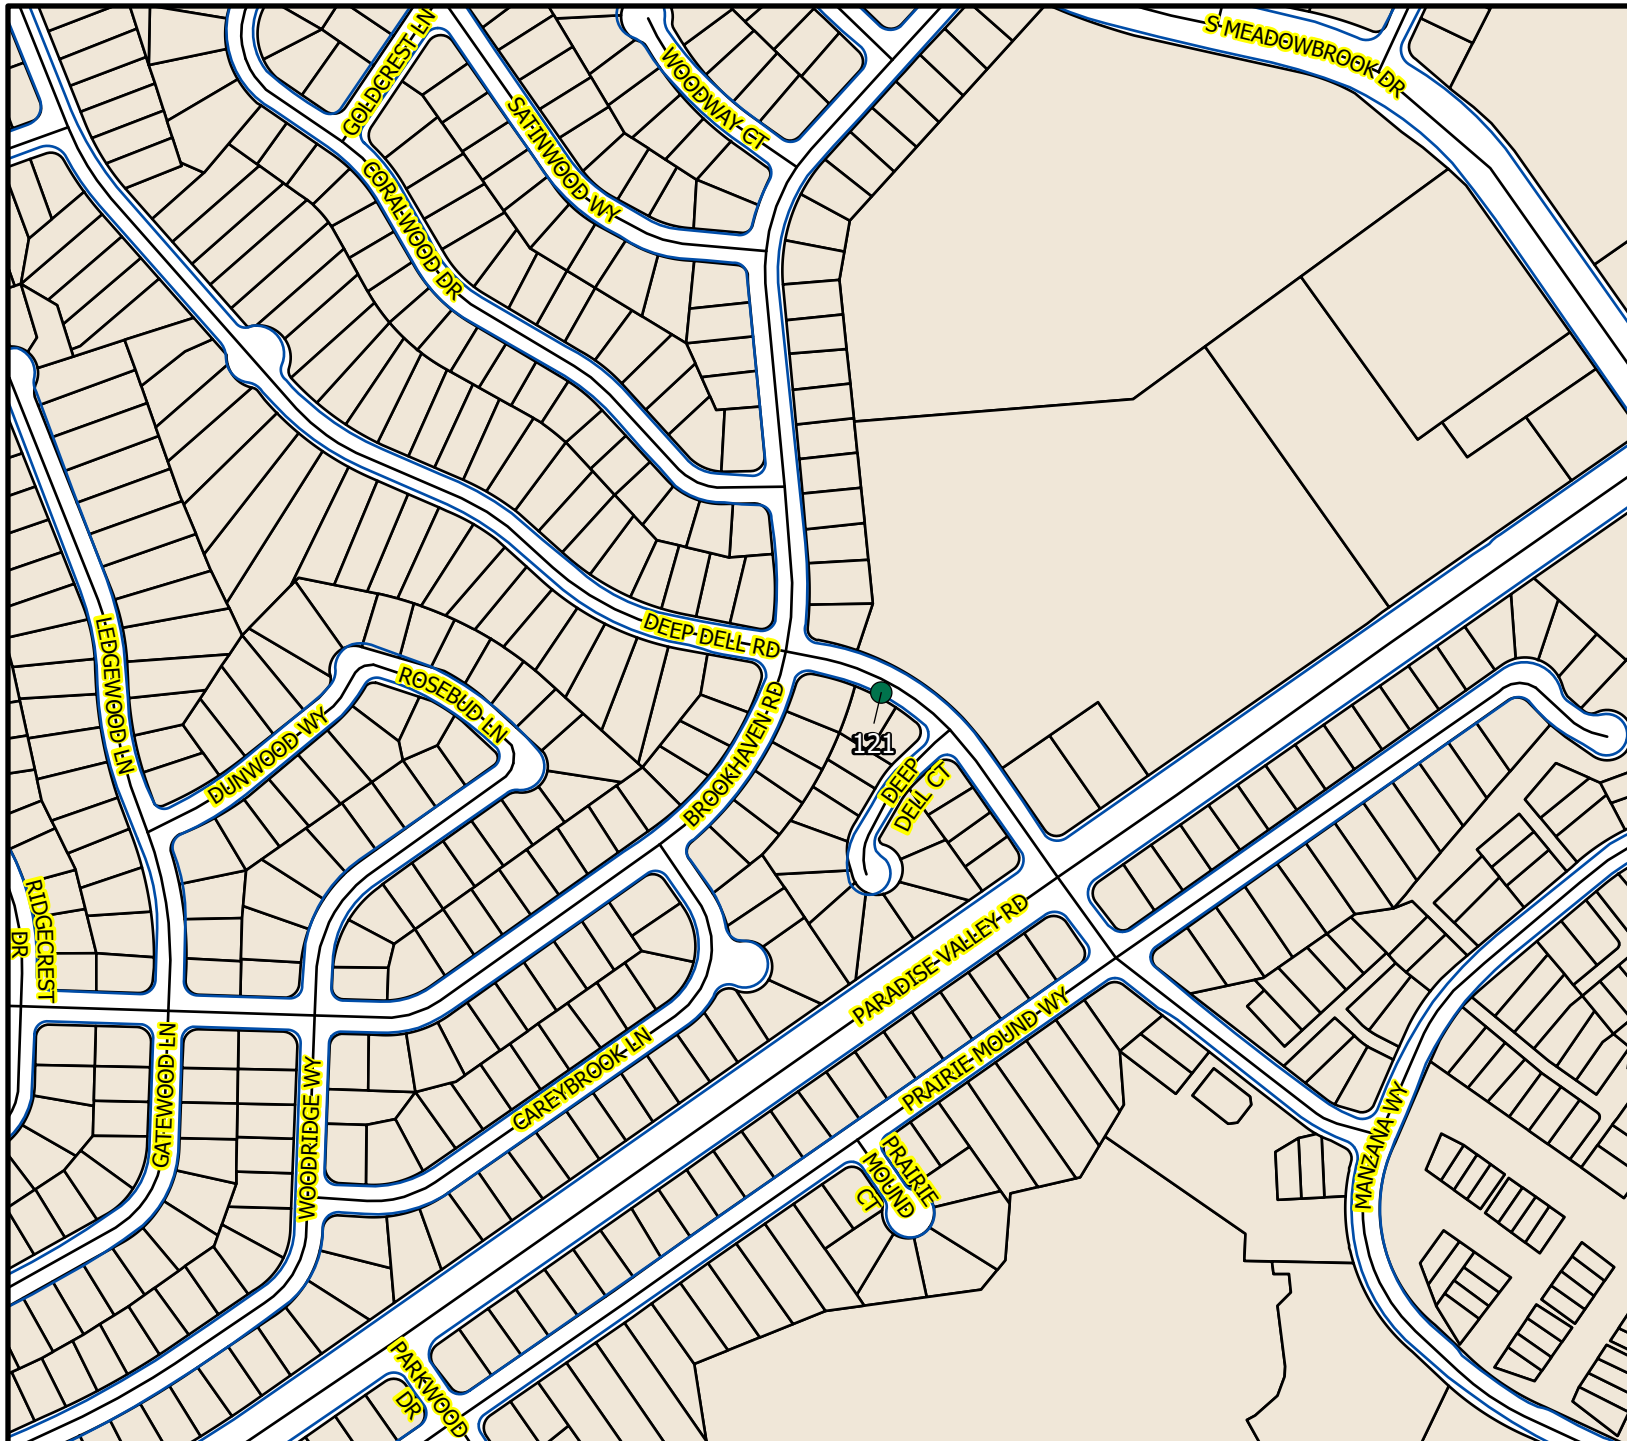 S MEADOWBROOK DR
GOLDCREST LN
WOODWAY CT
SATINWOOD WY
CORALWOOD DR
DEEP DELL RD
LEDGEWOOD LN
ROSEBUD LN
DUNWOOD WY
BROOKHAVEN RD
121
DEEP
DELL CT
RIDGECREST
DR
PARADISE VALLEY RD
PRAIRIE MOUND WY
GATEWOOD LN
WOODRIDGE WY
CAREYBROOK LN
PRAIRIE
MOUND
CT
MANZANA WY
PARKWOOD
DR